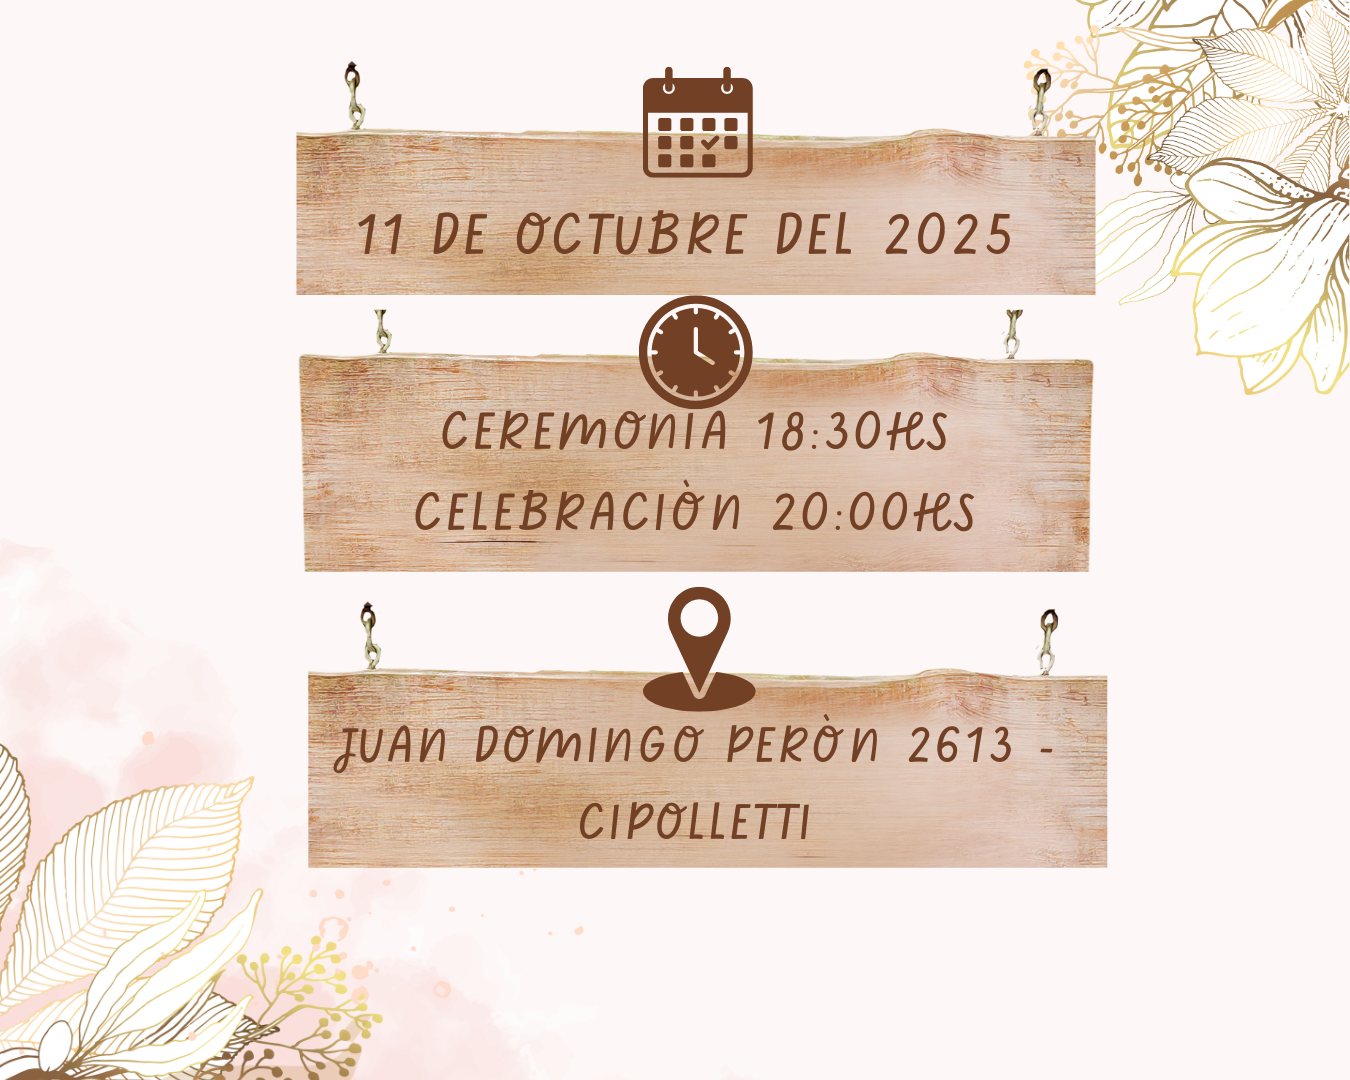 11 DE OCTUBRE DEL 2025
CEREMONIA 18:30HS
CELEBRACIÒN 20:00HS
JUAN DOMINGO PERÒN 2613 -
CIPOLLETTI